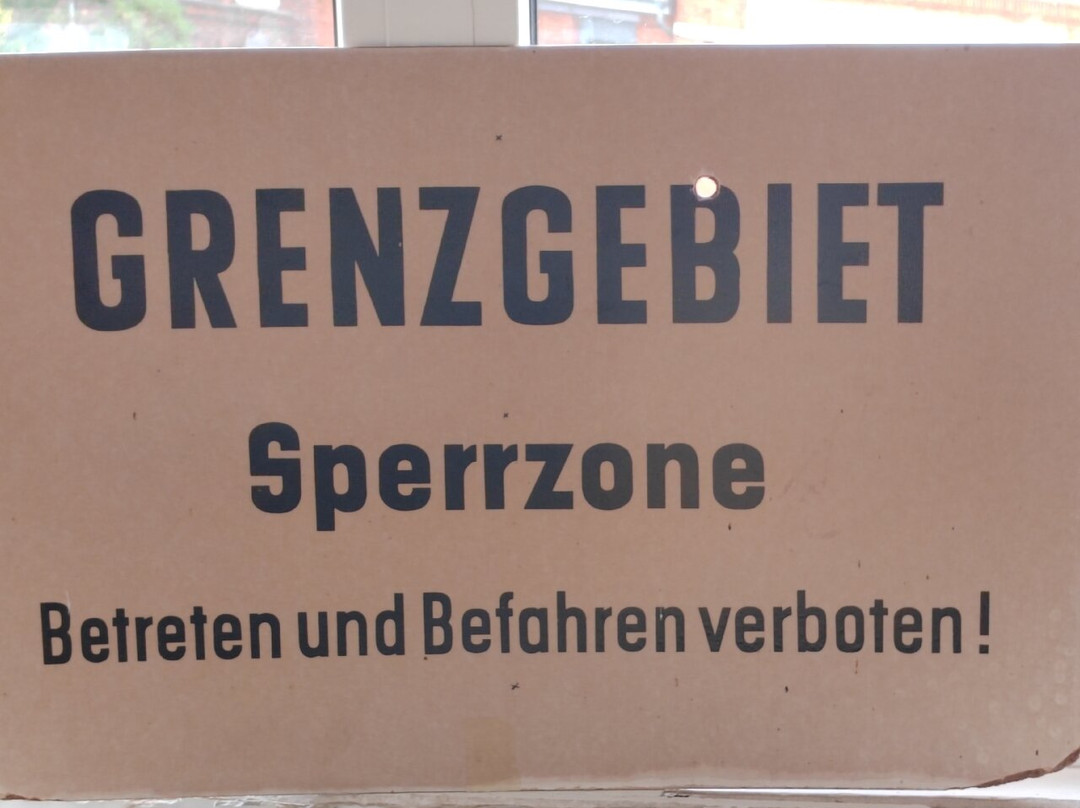 GRENZGEBIET
Sperrzone
Betreten und Befahren verboten!